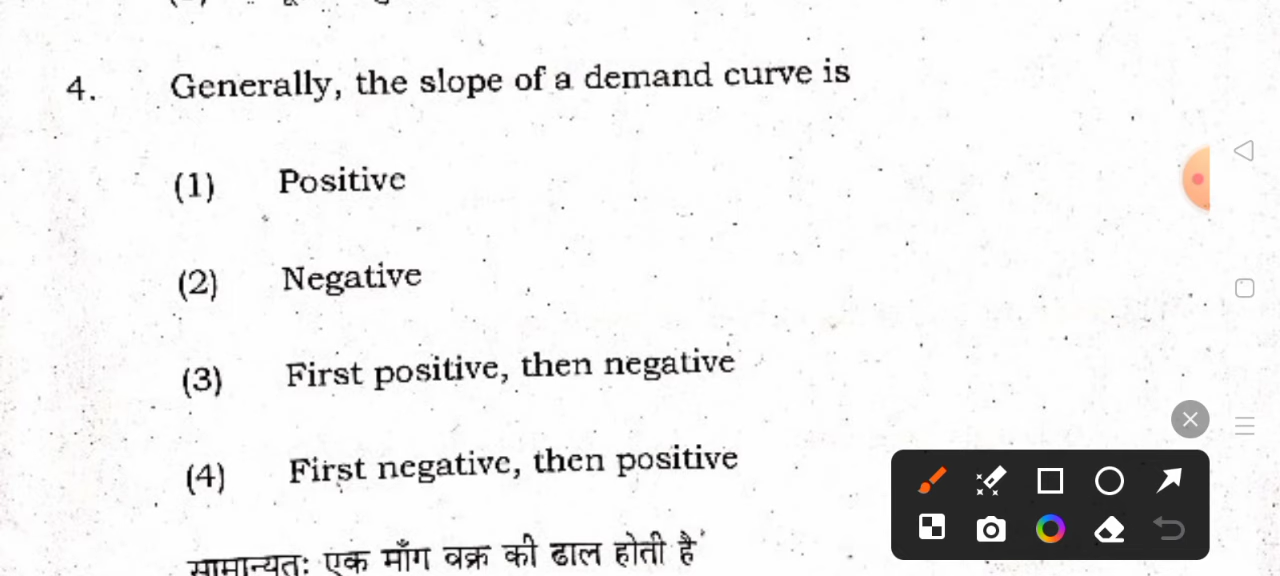 4. Generally, the slope of a demand curve is
(1) Positive
(2) Negative
(3) First positive, then negative
(4) First negative, then positive
सामान्यतः एक माँग वक्र की ढाल होती है